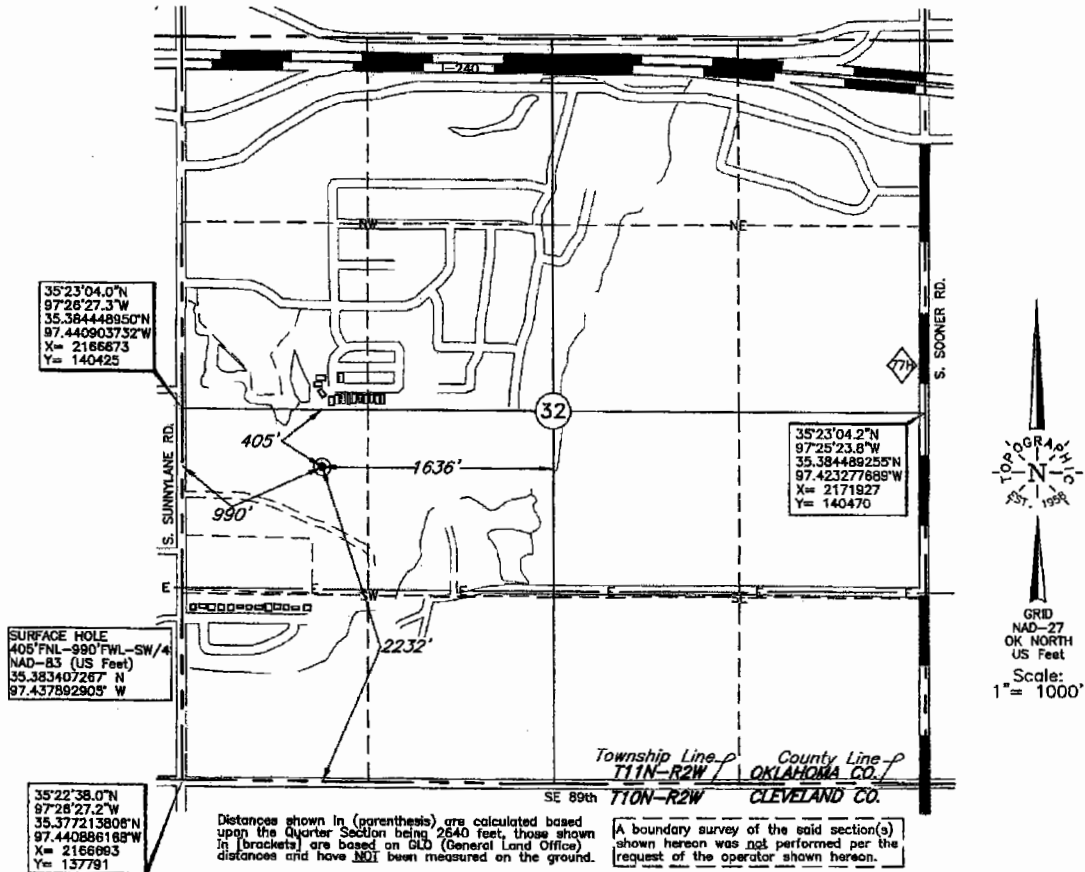 I-240
NW
NE
35°23'04.0"N
97°26'27.3"W
35.384448950°N
97.440903732°W
X= 2166673
Y= 140425
S. SUNNYLANE RD.
S. SOONER RD.
77H
32
405'
1636'
990'
35°23'04.2"N
97°25'23.8"W
35.384489255°N
97.423277689°W
X= 2171927
Y= 140470
TOPOGRAPHIC
N
EST. 1958
E
SW
SE
GRID
NAD-27
OK NORTH
US Feet
Scale:
1"= 1000'
SURFACE HOLE
405'FNL-990'FWL-SW/4
NAD-83 (US Feet)
35.383407267° N
97.437892905° W
2232'
Township Line
County Line
T11N-R2W
OKLAHOMA CO.
SE 89th
T10N-R2W
CLEVELAND CO.
35°22'38.0"N
97°26'27.2"W
35.377213808°N
97.440886168°W
X= 2166693
Y= 137791
Distances shown in (parenthesis) are calculated based
upon the Quarter Section being 2640 feet, those shown
in [brackets] are based on GLO (General Land Office)
distances and have NOT been measured on the ground.
A boundary survey of the said section(s)
shown hereon was not performed per the
request of the operator shown hereon.